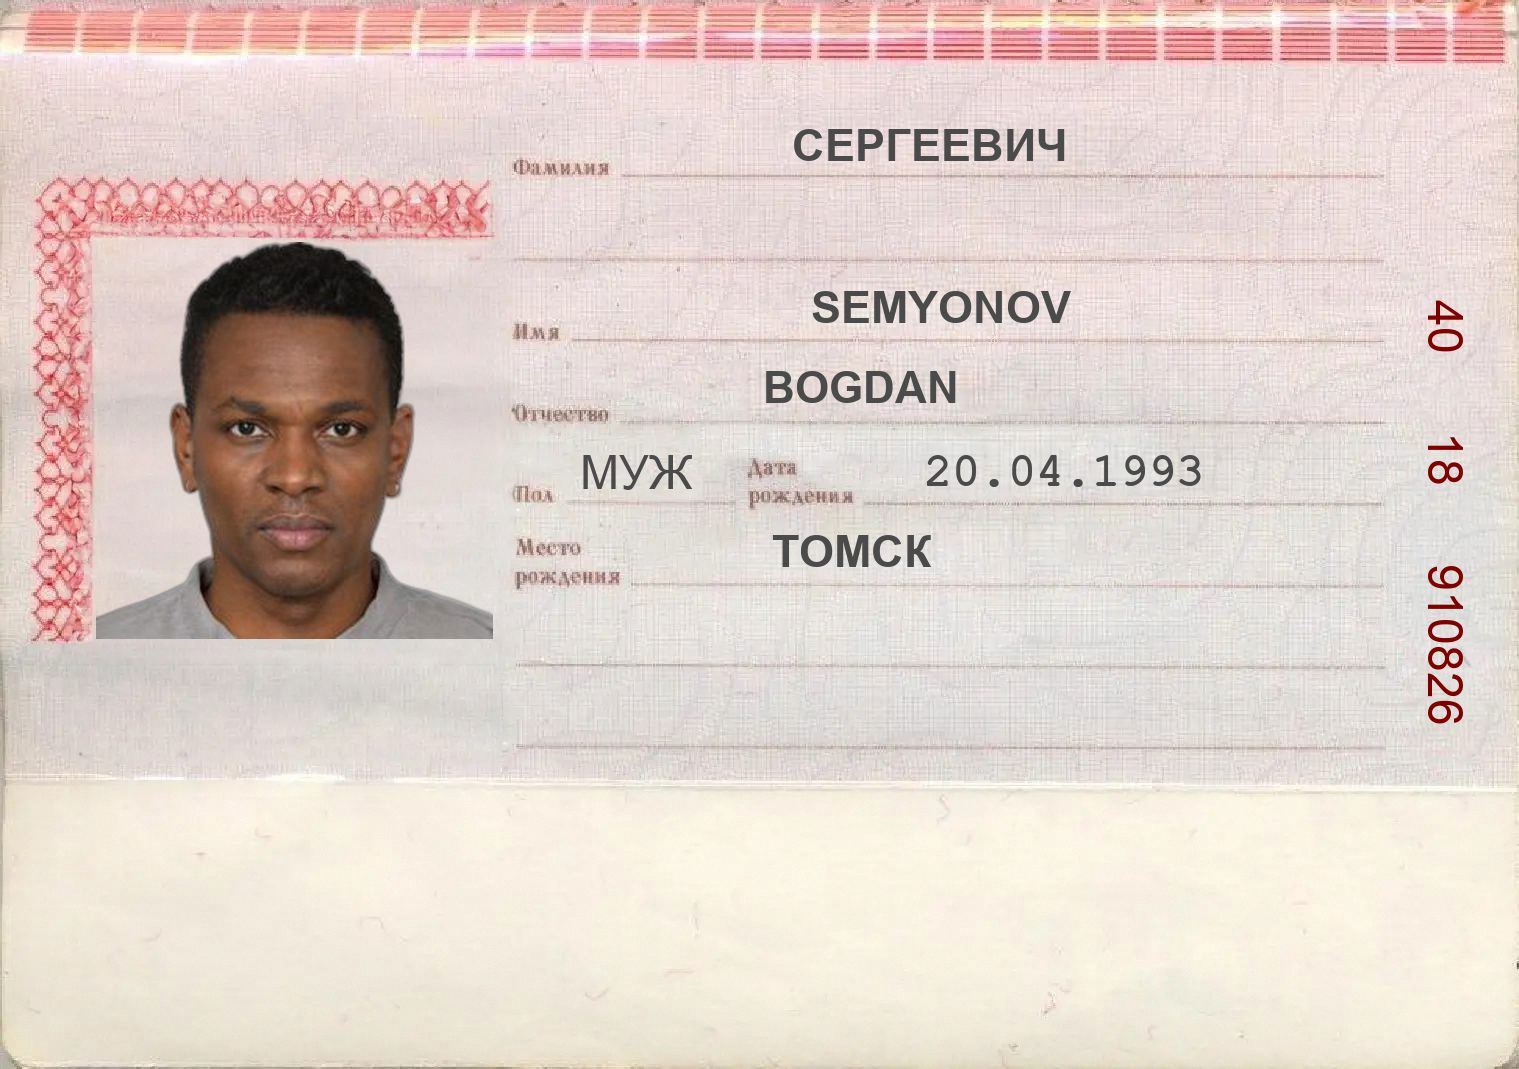 Фамилия СЕРГЕЕВИЧ
Имя SEMYONOV
Отчество BOGDAN
Пол МУЖ Дата рождения 20.04.1993
Место рождения ТОМСК
40 18 910826